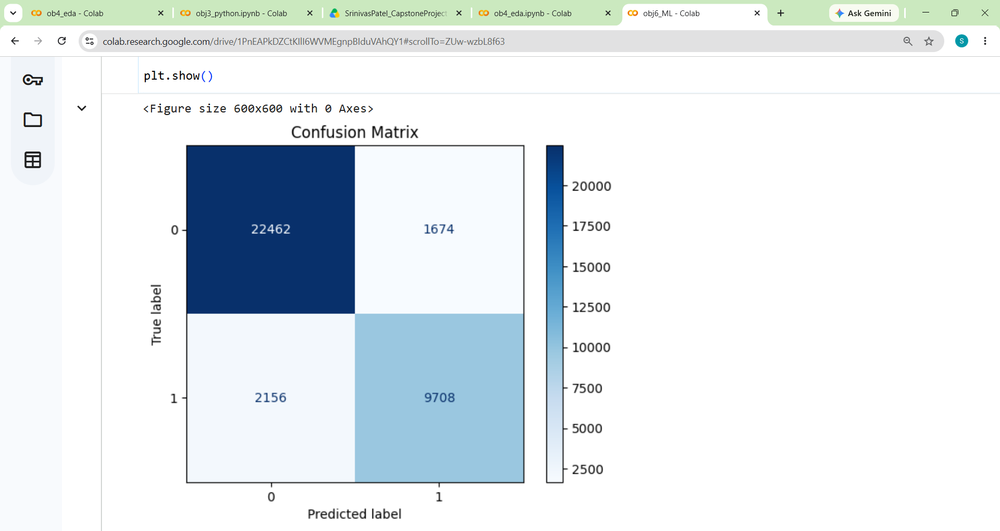 ob4_eda - Colab
obj3_python.ipynb - Colab
SrinivasPatel_CapstoneProject
ob4_eda.ipynb - Colab
obj6_ML - Colab
Ask Gemini
colab.research.google.com/drive/1PnEAPkDZCtKIlI6WVMEgnpBIduVAhQY1#scrollTo=ZUw-wzbL8f63
S
plt.show()
<Figure size 600x600 with 0 Axes>
Confusion Matrix
22462
1674
2156
9708
0
1
True label
0
1
Predicted label
20000
17500
15000
12500
10000
7500
5000
2500